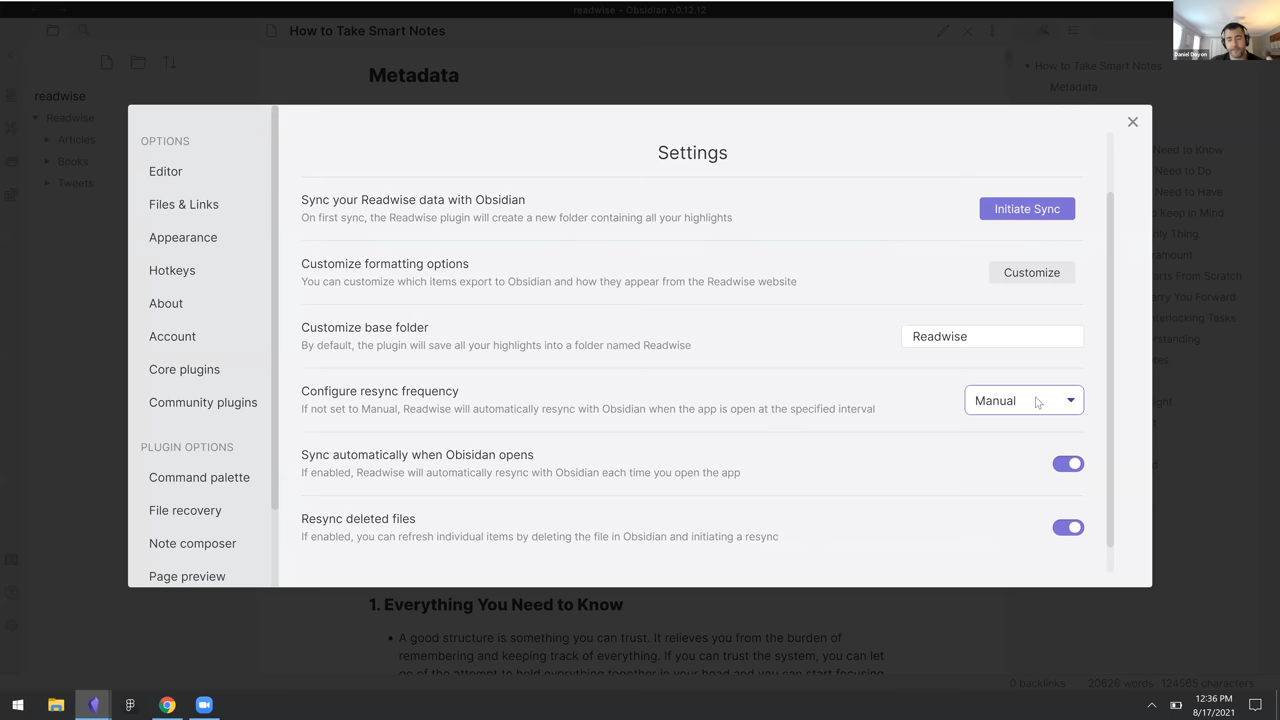 readwise - Obsidian v0.12.12
How to Take Smart Notes
Daniel Doyon
Metadata
readwise
Readwise
Articles
Books
Tweets
How to Take Smart Notes
Metadata
Need to Know
Need to Do
Need to Have
Keep in Mind
OPTIONS
Editor
Files & Links
Appearance
Hotkeys
About
Account
Core plugins
Community plugins
PLUGIN OPTIONS
Command palette
File recovery
Note composer
Page preview
Settings
Sync your Readwise data with Obsidian
On first sync, the Readwise plugin will create a new folder containing all your highlights
Initiate Sync
Customize formatting options
You can customize which items export to Obsidian and how they appear from the Readwise website
Customize
Customize base folder
By default, the plugin will save all your highlights into a folder named Readwise
Readwise
Configure resync frequency
If not set to Manual, Readwise will automatically resync with Obsidian when the app is open at the specified interval
Manual
Sync automatically when Obisidian opens
If enabled, Readwise will automatically resync with Obsidian each time you open the app
Resync deleted files
If enabled, you can refresh individual items by deleting the file in Obsidian and initiating a resync
arts From Scratch
erry You Forward
terlocking Tasks
1. Everything You Need to Know
• A good structure is something you can trust. It relieves you from the burden of
remembering and keeping track of everything. If you can trust the system, you can let
0 backlinks
20626 words
124565 characters
12:36 PM
8/17/2021